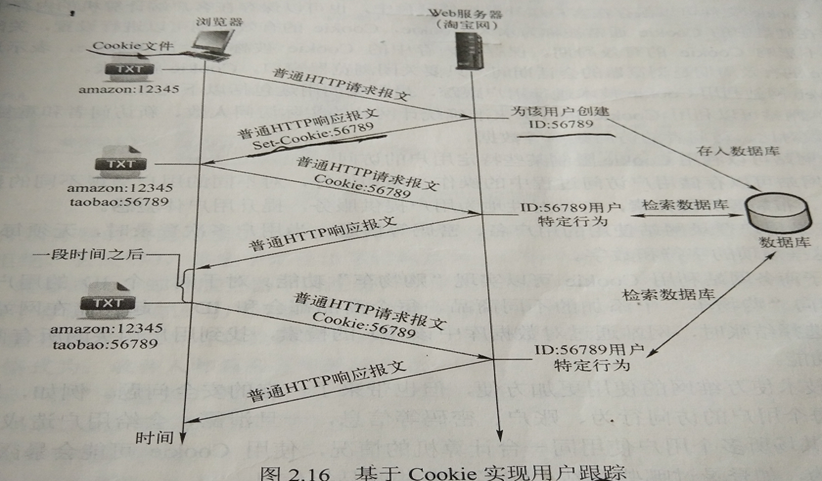 浏览器
Web服务器
(淘宝网)
Cookie文件
TXT
amazon:12345
普通HTTP请求报文
为该用户创建
ID:56789
普通HTTP响应报文
Set-Cookie:56789
存入数据库
TXT
amazon:12345
taobao:56789
普通HTTP请求报文
Cookie:56789
ID:56789用户
特定行为
检索数据库
数据库
普通HTTP响应报文
一段时间之后
TXT
amazon:12345
taobao:56789
普通HTTP请求报文
Cookie:56789
检索数据库
ID:56789用户
特定行为
普通HTTP响应报文
时间
图 2.16 基于 Cookie 实现用户跟踪